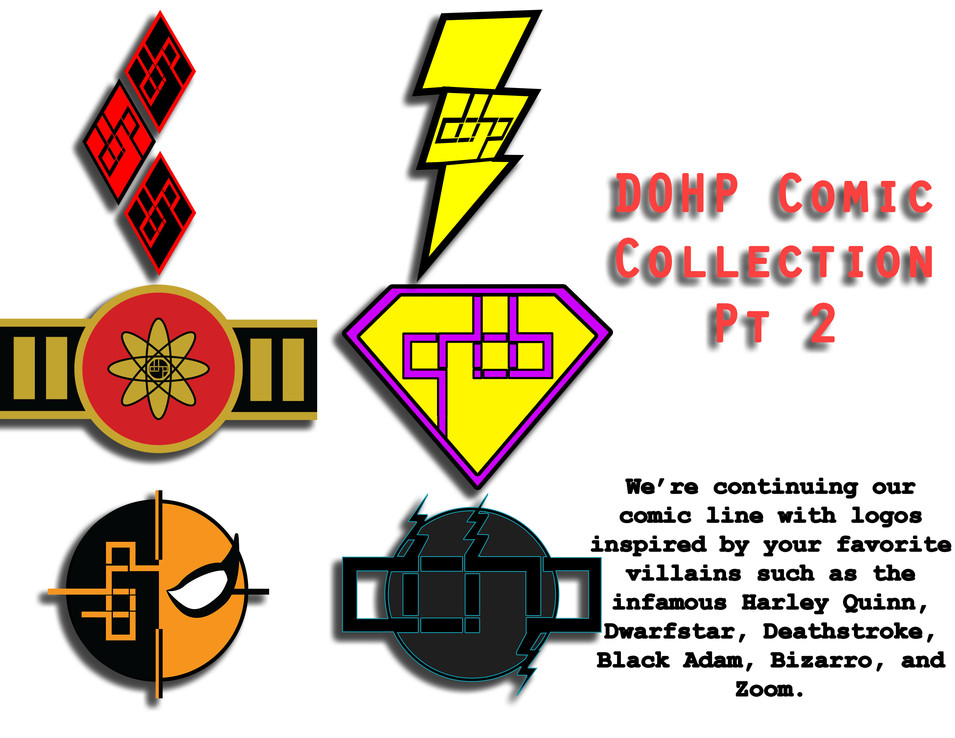 DOHP Comic
Collection
Pt 2
We're continuing our
comic line with logos
inspired by your favorite
villains such as the
infamous Harley Quinn,
Dwarfstar, Deathstroke,
Black Adam, Bizarro, and
Zoom.